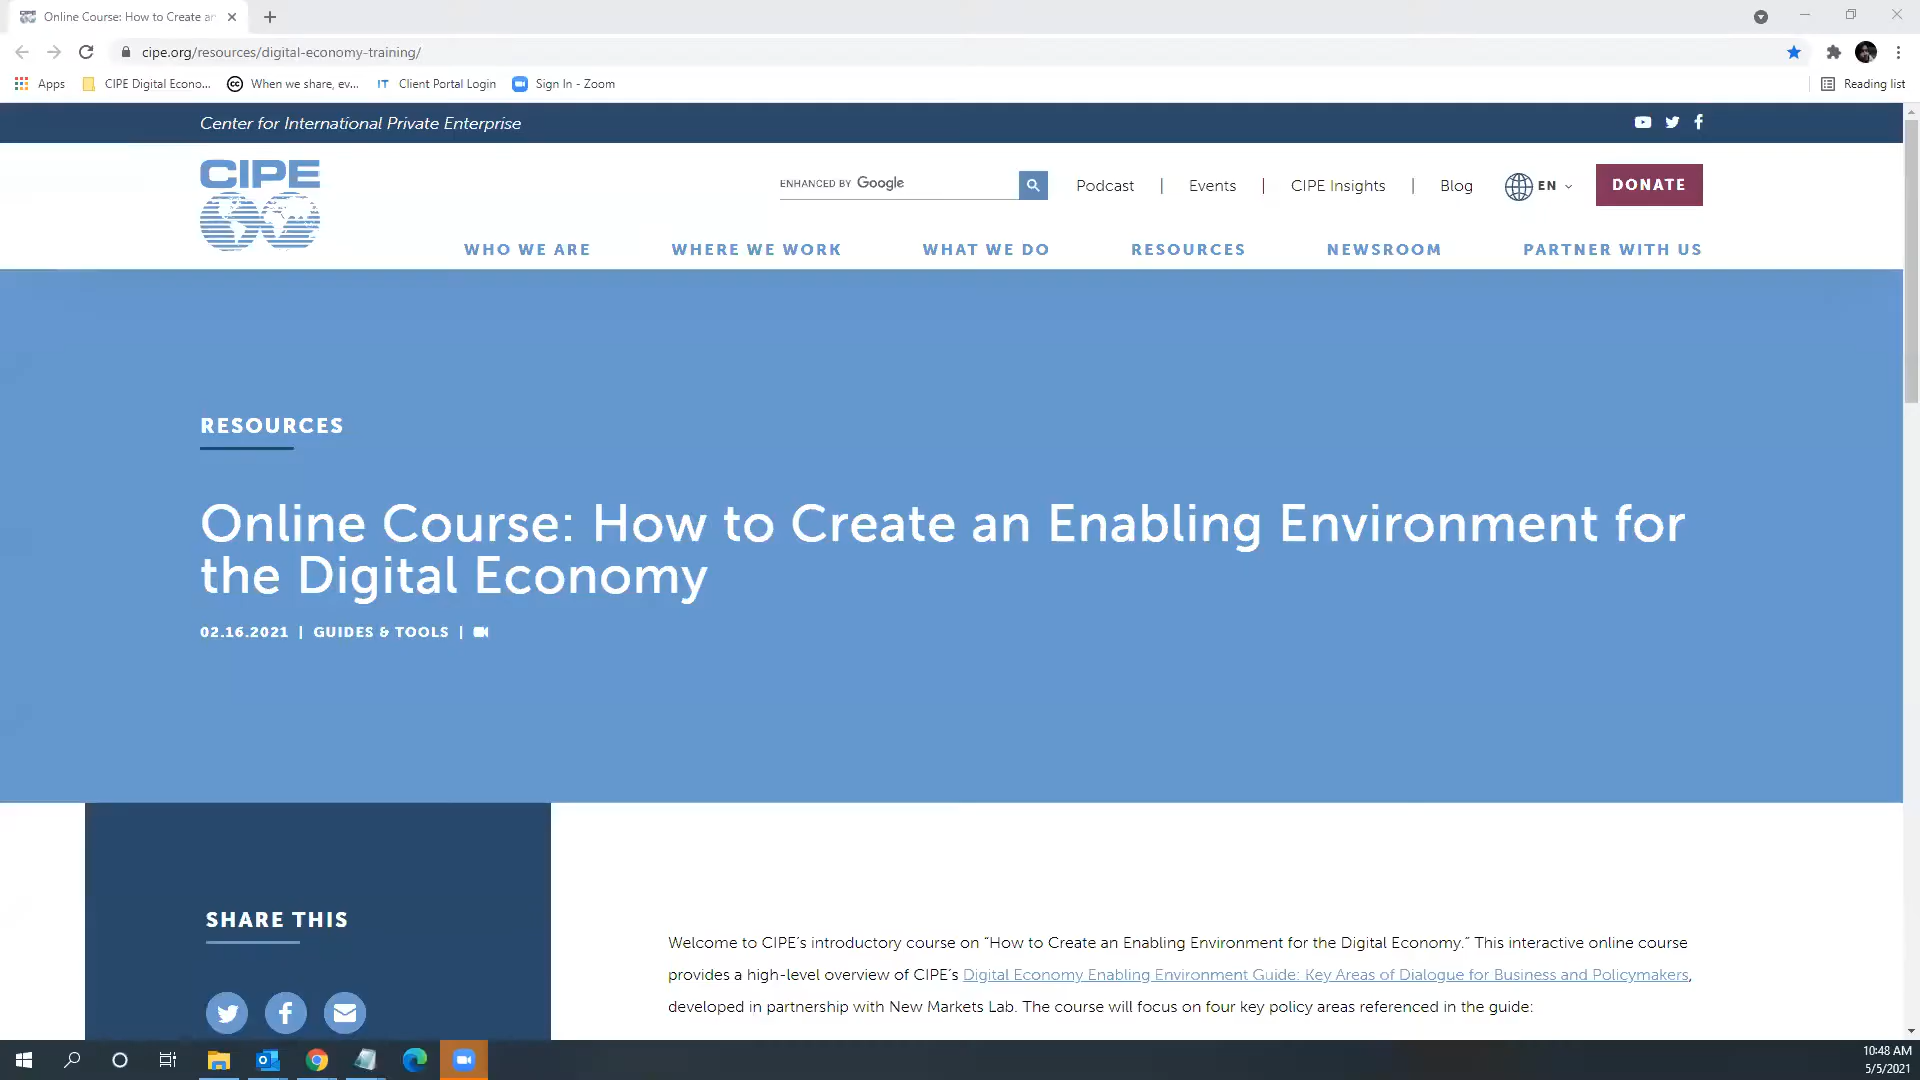 Online Course: How to Create an
cipe.org/resources/digital-economy-training/
Apps
CIPE Digital Econo...
When we share, ev...
IT
Client Portal Login
Sign In - Zoom
Reading list
Center for International Private Enterprise
CIPE
ENHANCED BY Google
Podcast | Events | CIPE Insights | Blog
EN
DONATE
WHO WE ARE
WHERE WE WORK
WHAT WE DO
RESOURCES
NEWSROOM
PARTNER WITH US
RESOURCES
Online Course: How to Create an Enabling Environment for
the Digital Economy
02.16.2021 | GUIDES & TOOLS |
SHARE THIS
Welcome to CIPE's introductory course on “How to Create an Enabling Environment for the Digital Economy.” This interactive online course
provides a high-level overview of CIPE's Digital Economy Enabling Environment Guide: Key Areas of Dialogue for Business and Policymakers,
developed in partnership with New Markets Lab. The course will focus on four key policy areas referenced in the guide:
10:48 AM
5/5/2021